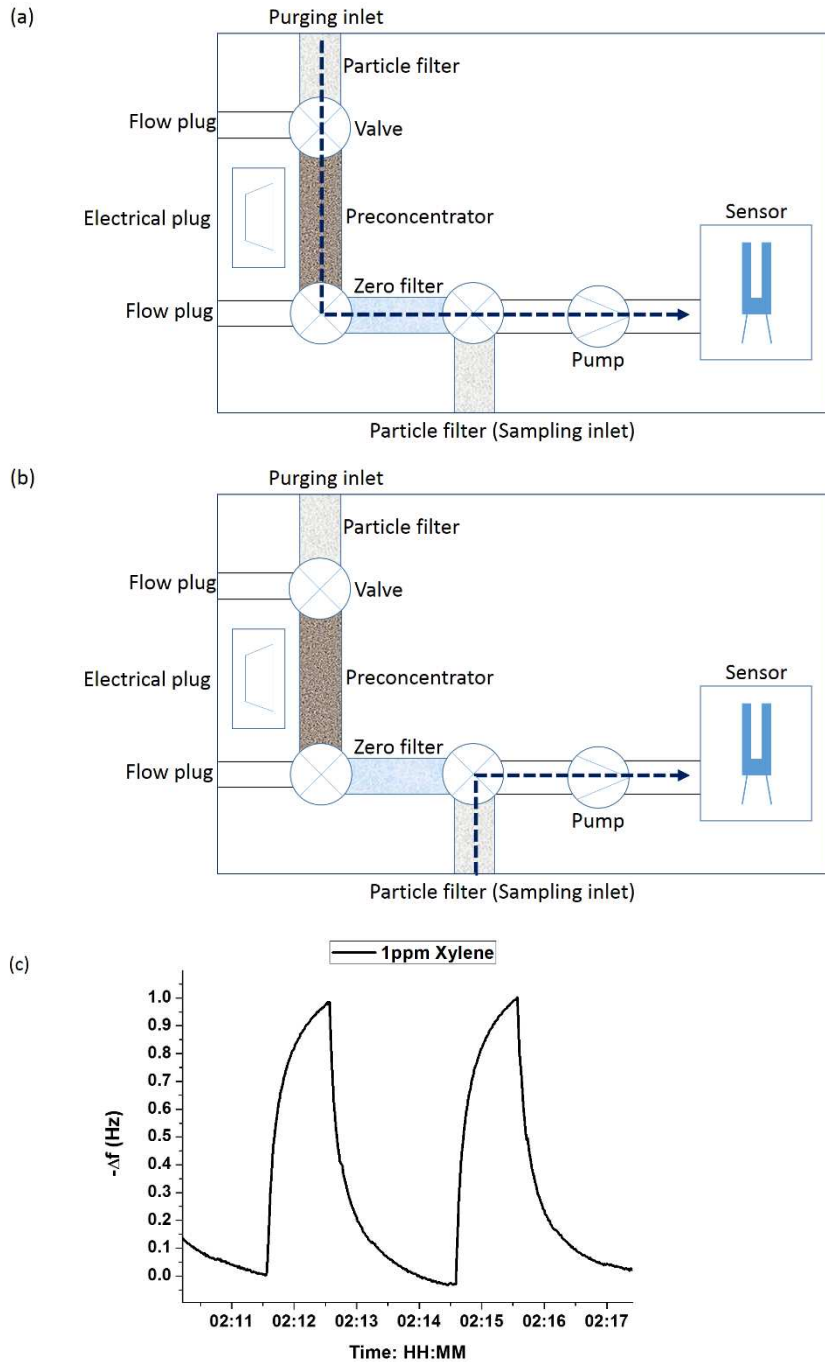 (a)
Purging inlet
Particle filter
Flow plug
Valve
Electrical plug
Preconcentrator
Sensor
Zero filter
Flow plug
Pump
Particle filter (Sampling inlet)
(b)
Purging inlet
Particle filter
Flow plug
Valve
Electrical plug
Preconcentrator
Sensor
Zero filter
Flow plug
Pump
Particle filter (Sampling inlet)
(c)
1ppm Xylene
1.0
0.9
0.8
0.7
0.6
0.5
0.4
0.3
0.2
0.1
0.0
-Δf (Hz)
02:11 02:12 02:13 02:14 02:15 02:16 02:17
Time: HH:MM